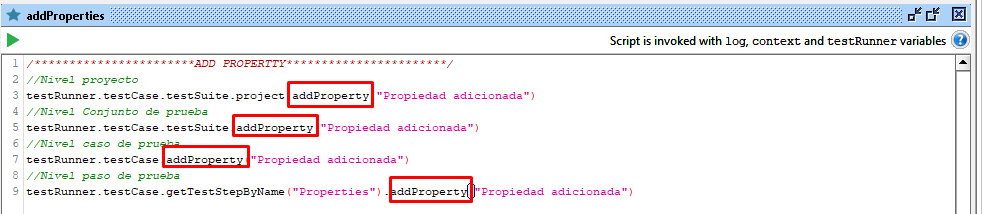 addProperties
Script is invoked with log, context and testRunner variables
1 /***********************ADD PROPERTTY***********************/
2 //Nivel proyecto
3 testRunner.testCase.testSuite.project addProperty "Propiedad adicionada")
4 //Nivel Conjunto de prueba
5 testRunner.testCase.testSuite addProperty "Propiedad adicionada")
6 //Nivel caso de prueba
7 testRunner.testCase addProperty("Propiedad adicionada")
8 //Nivel paso de prueba
9 testRunner.testCase.getTestStepByName("Properties").addProperty("Propiedad adicionada")